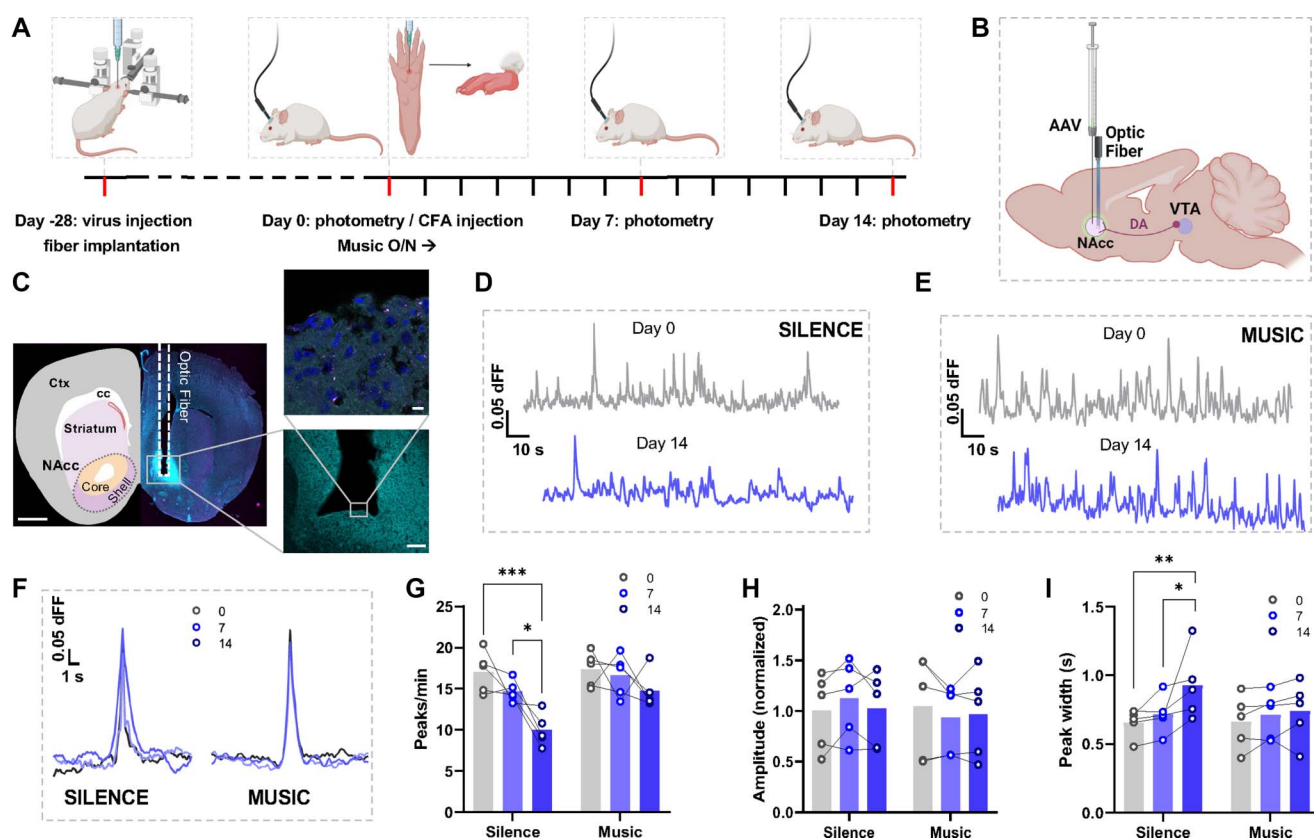 A
Day -28: virus injection
fiber implantation
Day 0: photometry / CFA injection
Music O/N →
Day 7: photometry
Day 14: photometry
B
AAV
Optic
Fiber
VTA
DA
NAcc
C
Ctx
cc
Striatum
NAcc
Core
Shell
Optic Fiber
D
Day 0
SILENCE
0.05 dFF
10 s
Day 14
E
Day 0
MUSIC
0.05 dFF
10 s
Day 14
F
0.05 dFF
1 s
0
7
14
SILENCE
MUSIC
G
0
7
14
***
*
Peaks/min
25
20
15
10
5
0
Silence
Music
H
0
7
14
Amplitude (normalized)
2.0
1.5
1.0
0.5
0.0
Silence
Music
I
0
7
14
**
*
Peak width (s)
1.5
1.0
0.5
0.0
Silence
Music